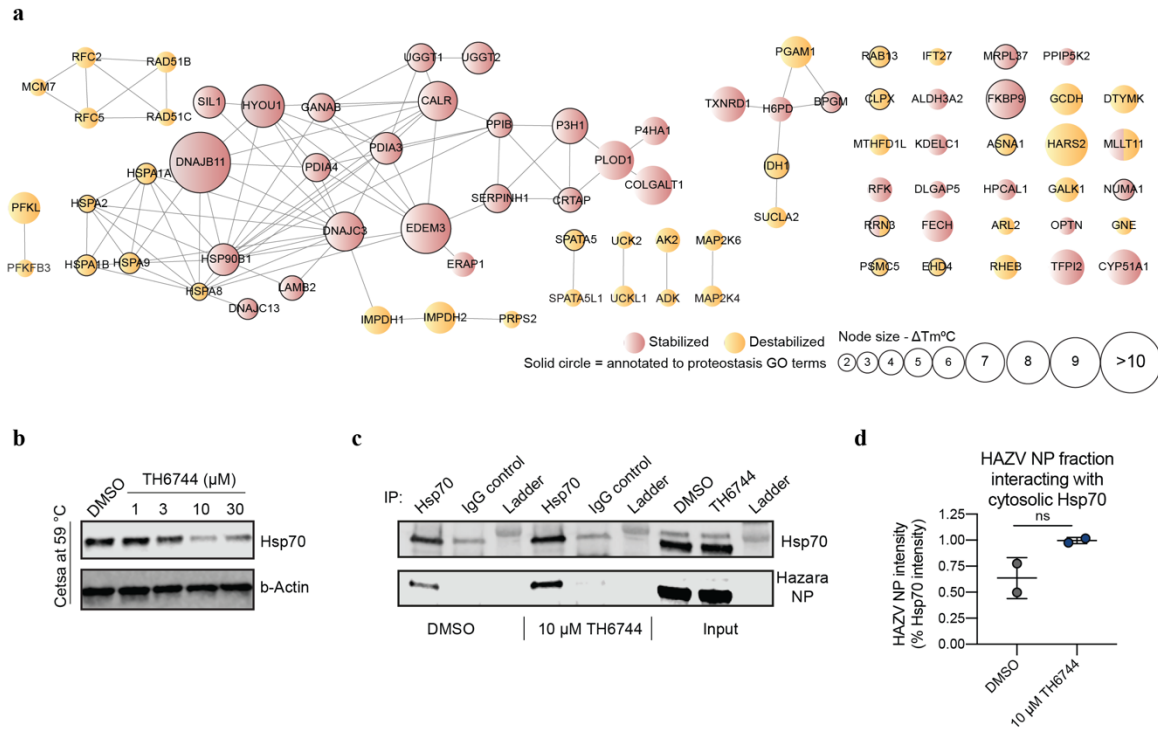 a
UGGT1 UGGT2
RFC2 RAD51B
MCM7
RFC5 RAD51C
SIL1 HYOU1 GANAB CALR
PPIB P3H1 P4HA1
DNAJB11 PDIA4 PDIA3 PLOD1
HSPA1A COLGALT1
SERPINH1 CRTAP
PFKL HSPA2 DNAJC3 EDEM3
PFKFB3 HSPA1B HSPA9 HSP90B1 ERAP1
HSPA8 LAMB2
DNAJC13
IMPDH1 IMPDH2 PRPS2
SPATA5 UCK2 AK2 MAP2K6
SPATA5L1 UCKL1 ADK MAP2K4
PGAM1
TXNRD1 H6PD BPGM
IDH1
SUCLA2
RAB13 IFT27 MRPL37 PPIP5K2
CLPX ALDH3A2 FKBP9 GCDH DTYMK
MTHFD1L KDELC1 ASNA1 HARS2 MLLT11
RFK DLGAP5 HPCAL1 GALK1 NUMA1
RRN3 FECH ARL2 OPTN GNE
PSMC5 EHD4 RHEB TFPI2 CYP51A1
Stabilized Destabilized
Solid circle = annotated to proteostasis GO terms
Node size - ΔTmºC
2 3 4 5 6 7 8 9 >10
b
DMSO TH6744 (µM)
1 3 10 30
Cetsa at 59 °C
Hsp70
b-Actin
c
IP: Hsp70 IgG control Ladder Hsp70 IgG control Ladder DMSO TH6744 Ladder
Hsp70
Hazara
NP
DMSO 10 µM TH6744 Input
d
HAZV NP fraction
interacting with
cytosolic Hsp70
ns
HAZV NP intensity
(% Hsp70 intensity)
1.25
1.00
0.75
0.50
0.25
0.00
DMSO
10 µM TH6744